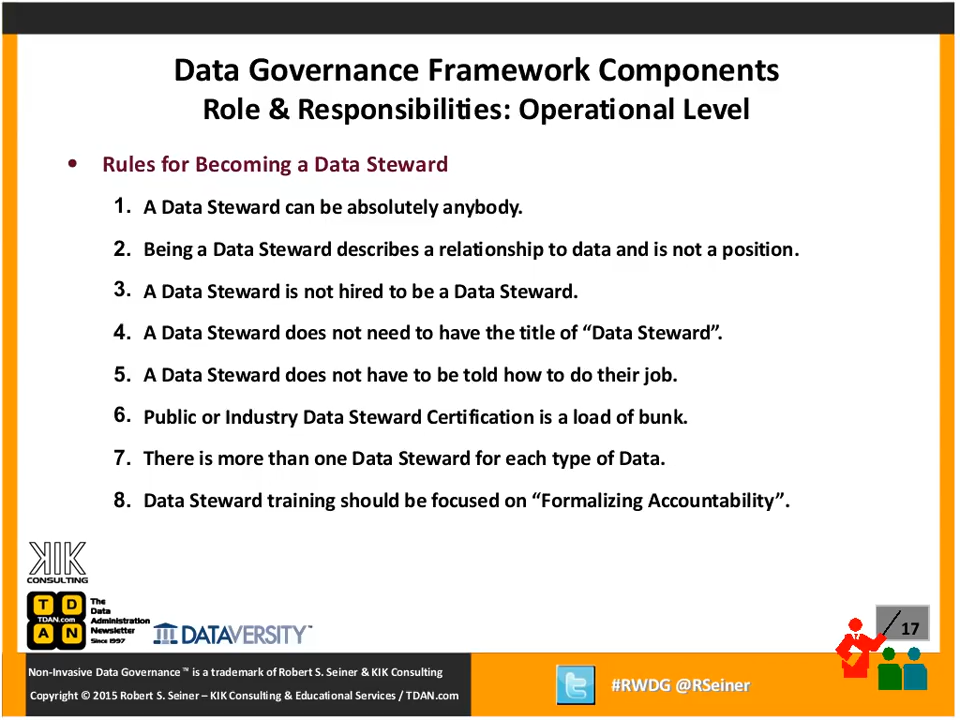 Data Governance Framework Components
Role & Responsibilities: Operational Level
• Rules for Becoming a Data Steward
1. A Data Steward can be absolutely anybody.
2. Being a Data Steward describes a relationship to data and is not a position.
3. A Data Steward is not hired to be a Data Steward.
4. A Data Steward does not need to have the title of “Data Steward”.
5. A Data Steward does not have to be told how to do their job.
6. Public or Industry Data Steward Certification is a load of bunk.
7. There is more than one Data Steward for each type of Data.
8. Data Steward training should be focused on “Formalizing Accountability”.
KIK
CONSULTING
T D
TDAN.com
A N
The
Data
Administration
Newsletter
Since 1997
DATAVERSITY™
17
Non-Invasive Data Governance™ is a trademark of Robert S. Seiner & KIK Consulting
Copyright © 2015 Robert S. Seiner – KIK Consulting & Educational Services / TDAN.com
#RWDG @RSeiner